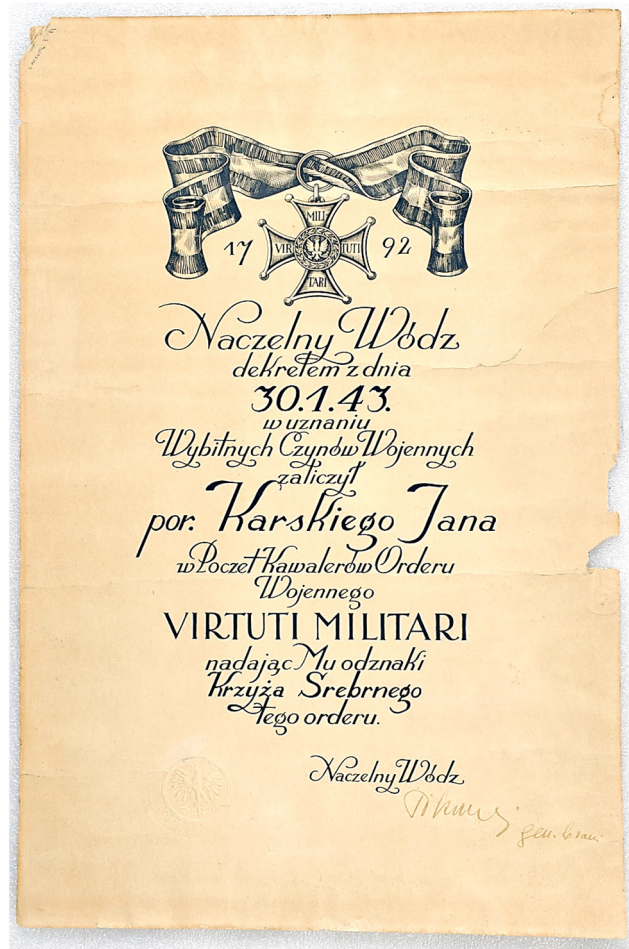 MILI
VIR TUTI
TARI
17 92
Naczelny Wódz
dekretem z dnia
30.1.43.
w uznaniu
Wybitnych Czynów Wojennych
zaliczył
por. Karskiego Jana
w Poczet Kawalerów Orderu
Wojennego
VIRTUTI MILITARI
nadając Mu odznaki
Krzyża Srebrnego
tego orderu.
Naczelny Wódz
gen. broni